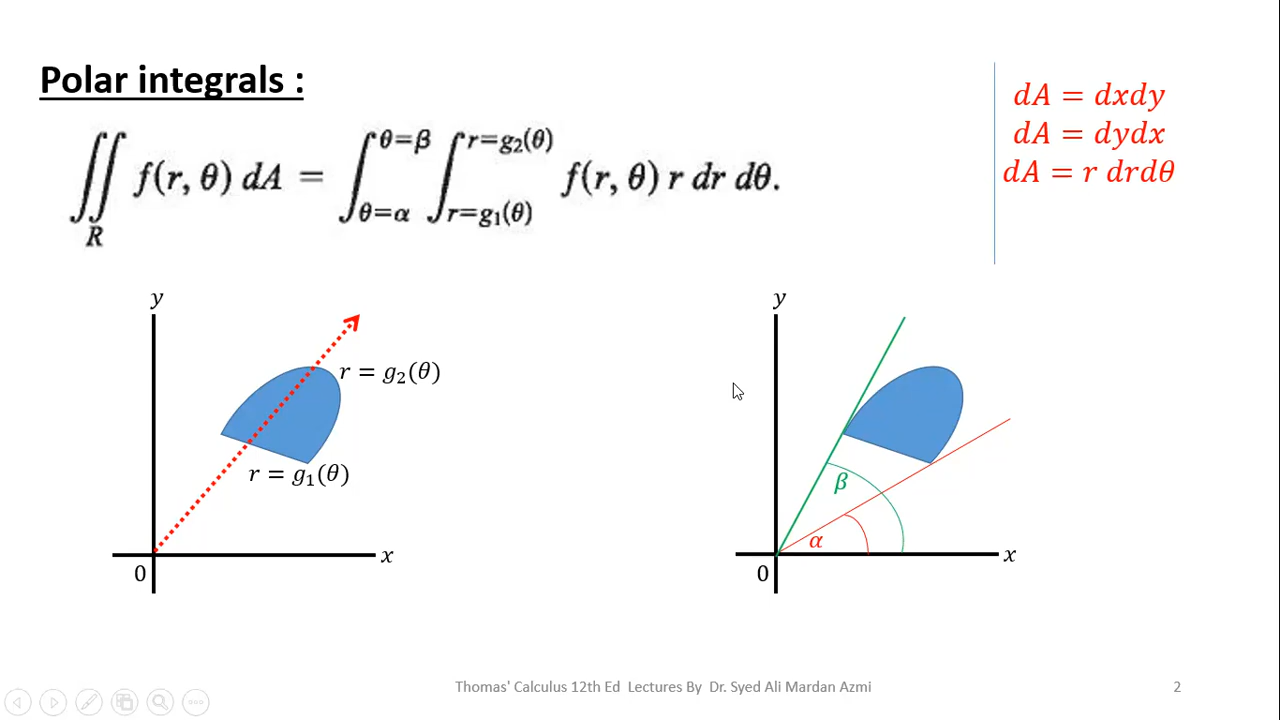 Polar integrals :
∬_R f(r, θ) dA = ∫_{θ=α}^{θ=β} ∫_{r=g₁(θ)}^{r=g₂(θ)} f(r, θ) r dr dθ.
dA = dxdy
dA = dydx
dA = r drdθ
y
r = g₂(θ)
r = g₁(θ)
x
0
y
β
α
x
0
Thomas' Calculus 12th Ed Lectures By Dr. Syed Ali Mardan Azmi
2